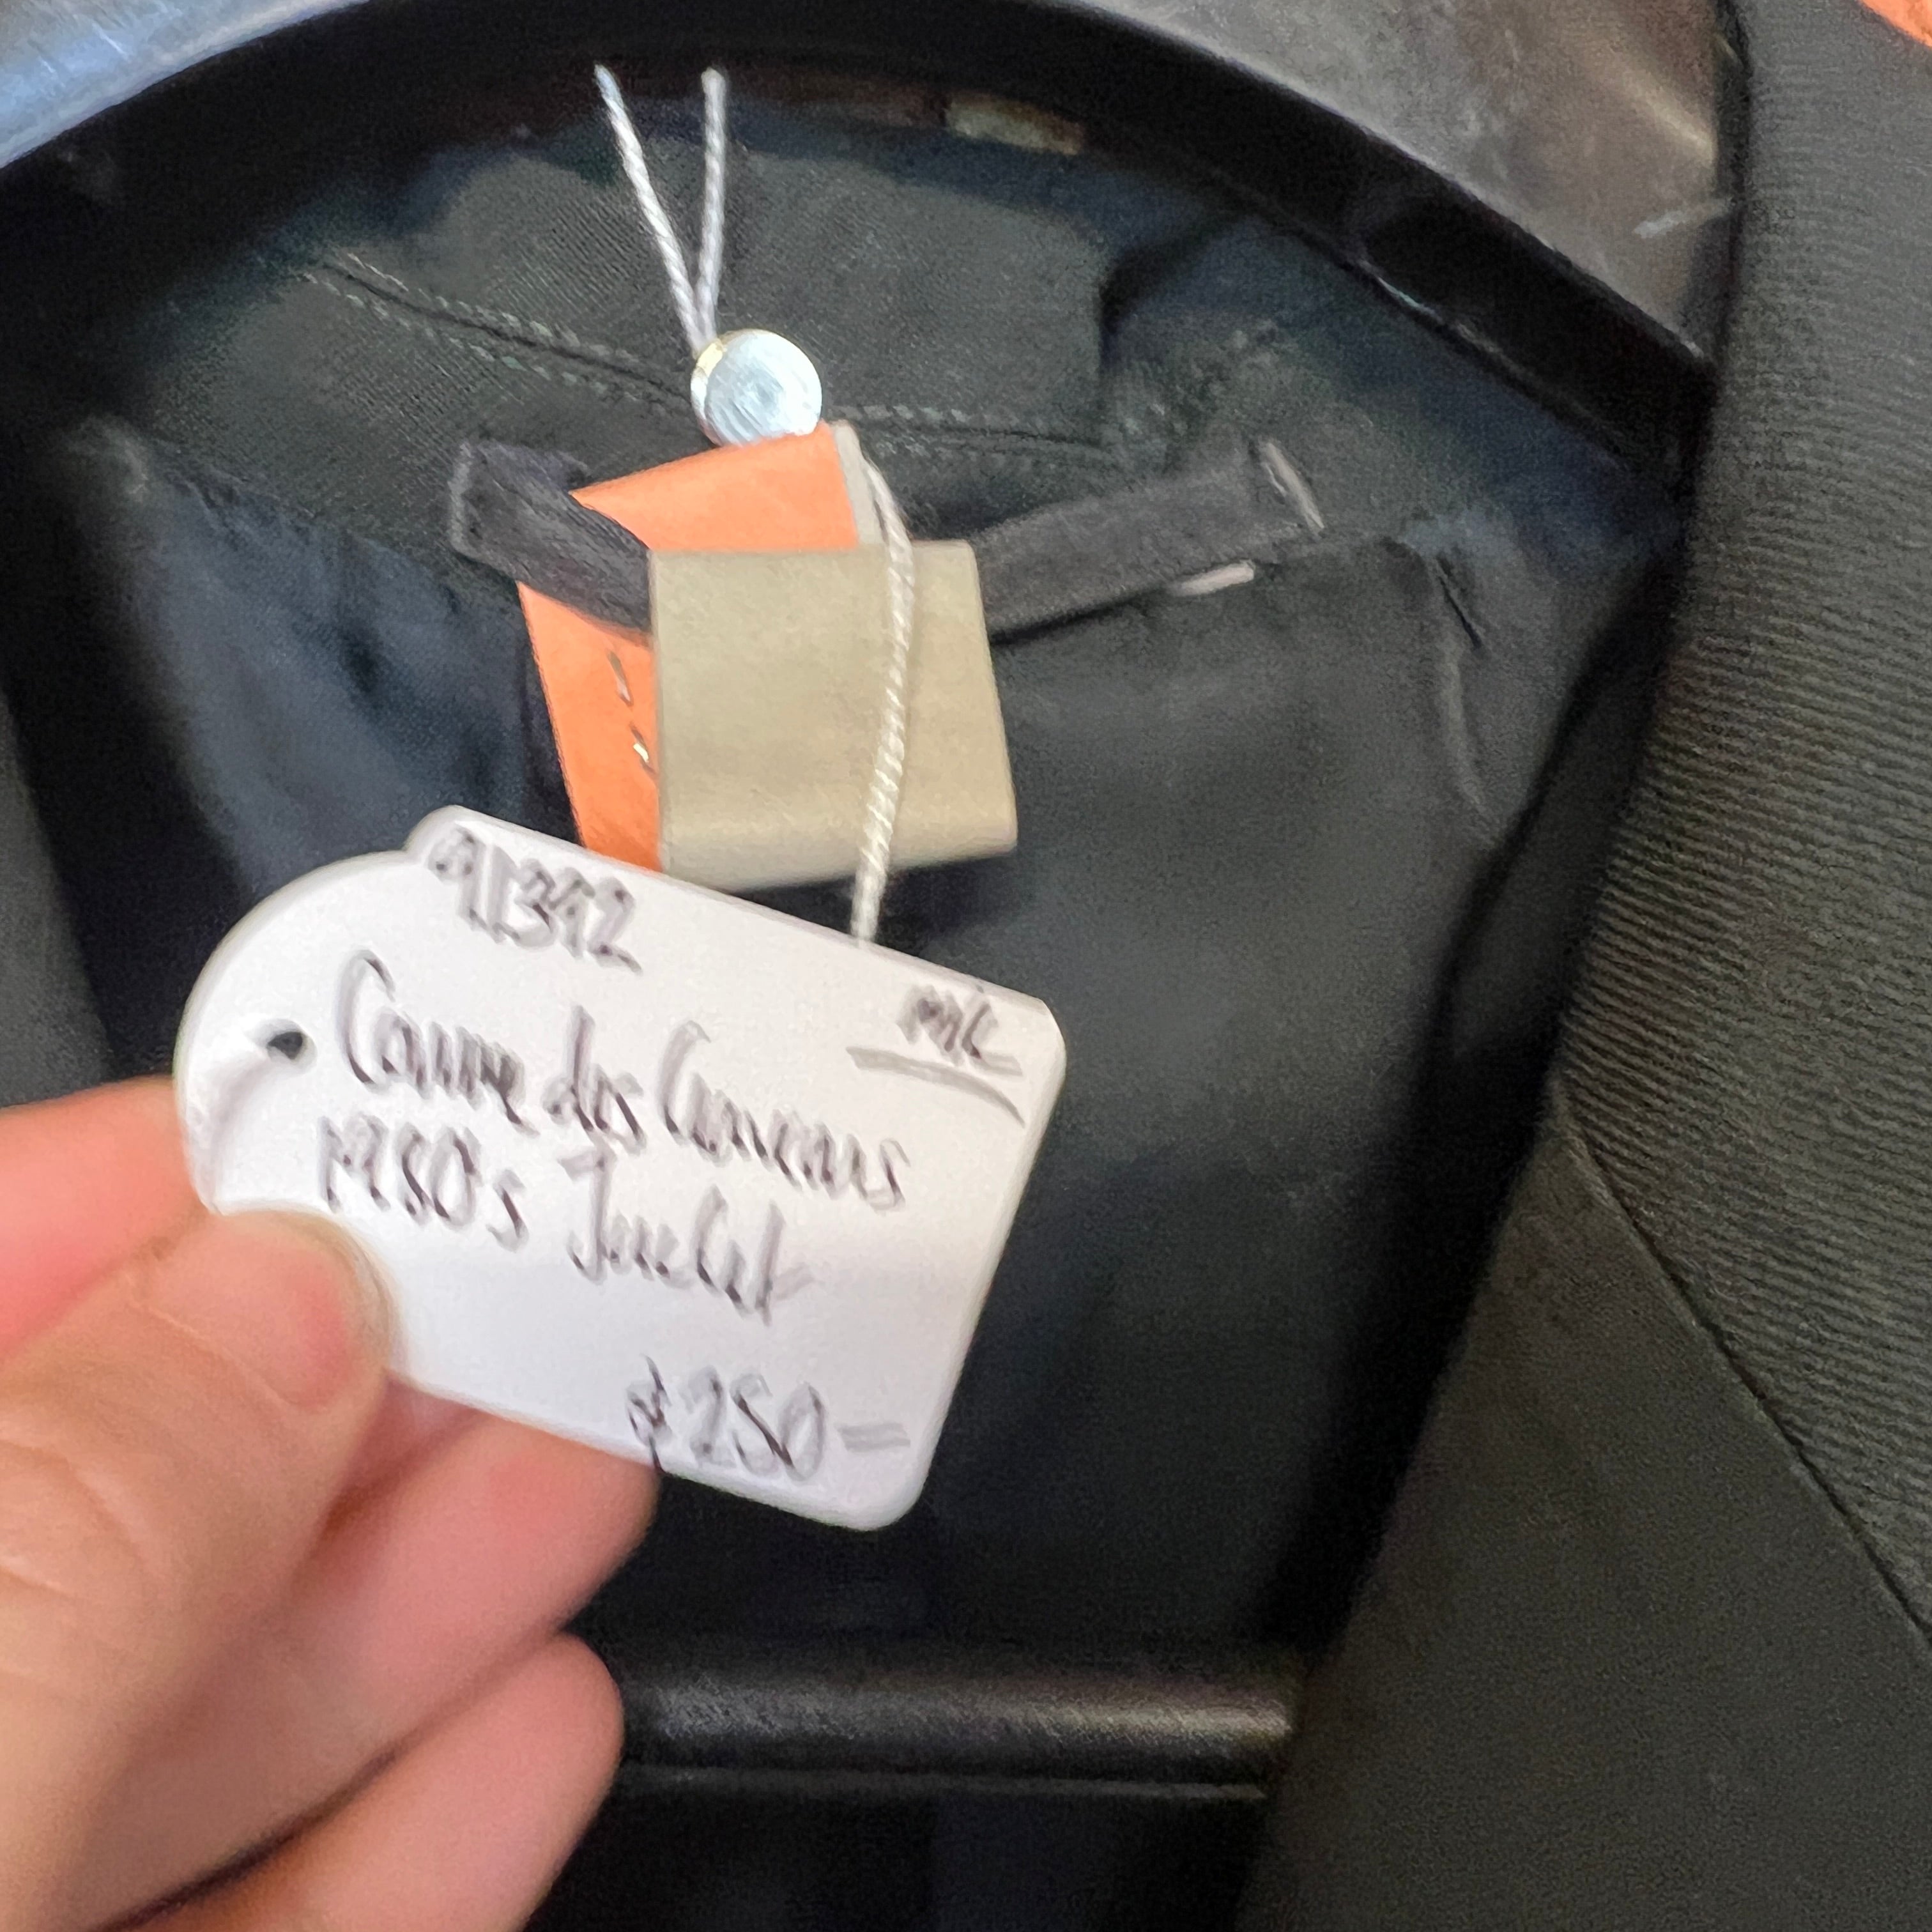 M/L
Comme des Garcons
1980's Jacket
$250-